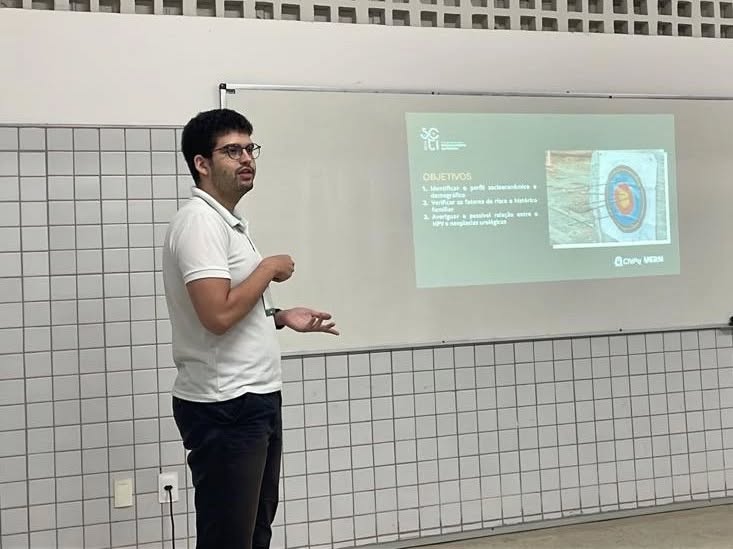 OBJETIVOS
1. Identificar o perfil socioeconômico e
demográfico
2. Verificar os fatores de risco e histórico
familiar
3. Averiguar a possível relação entre o
HPV e neoplasias urológicas
CNPq UERN